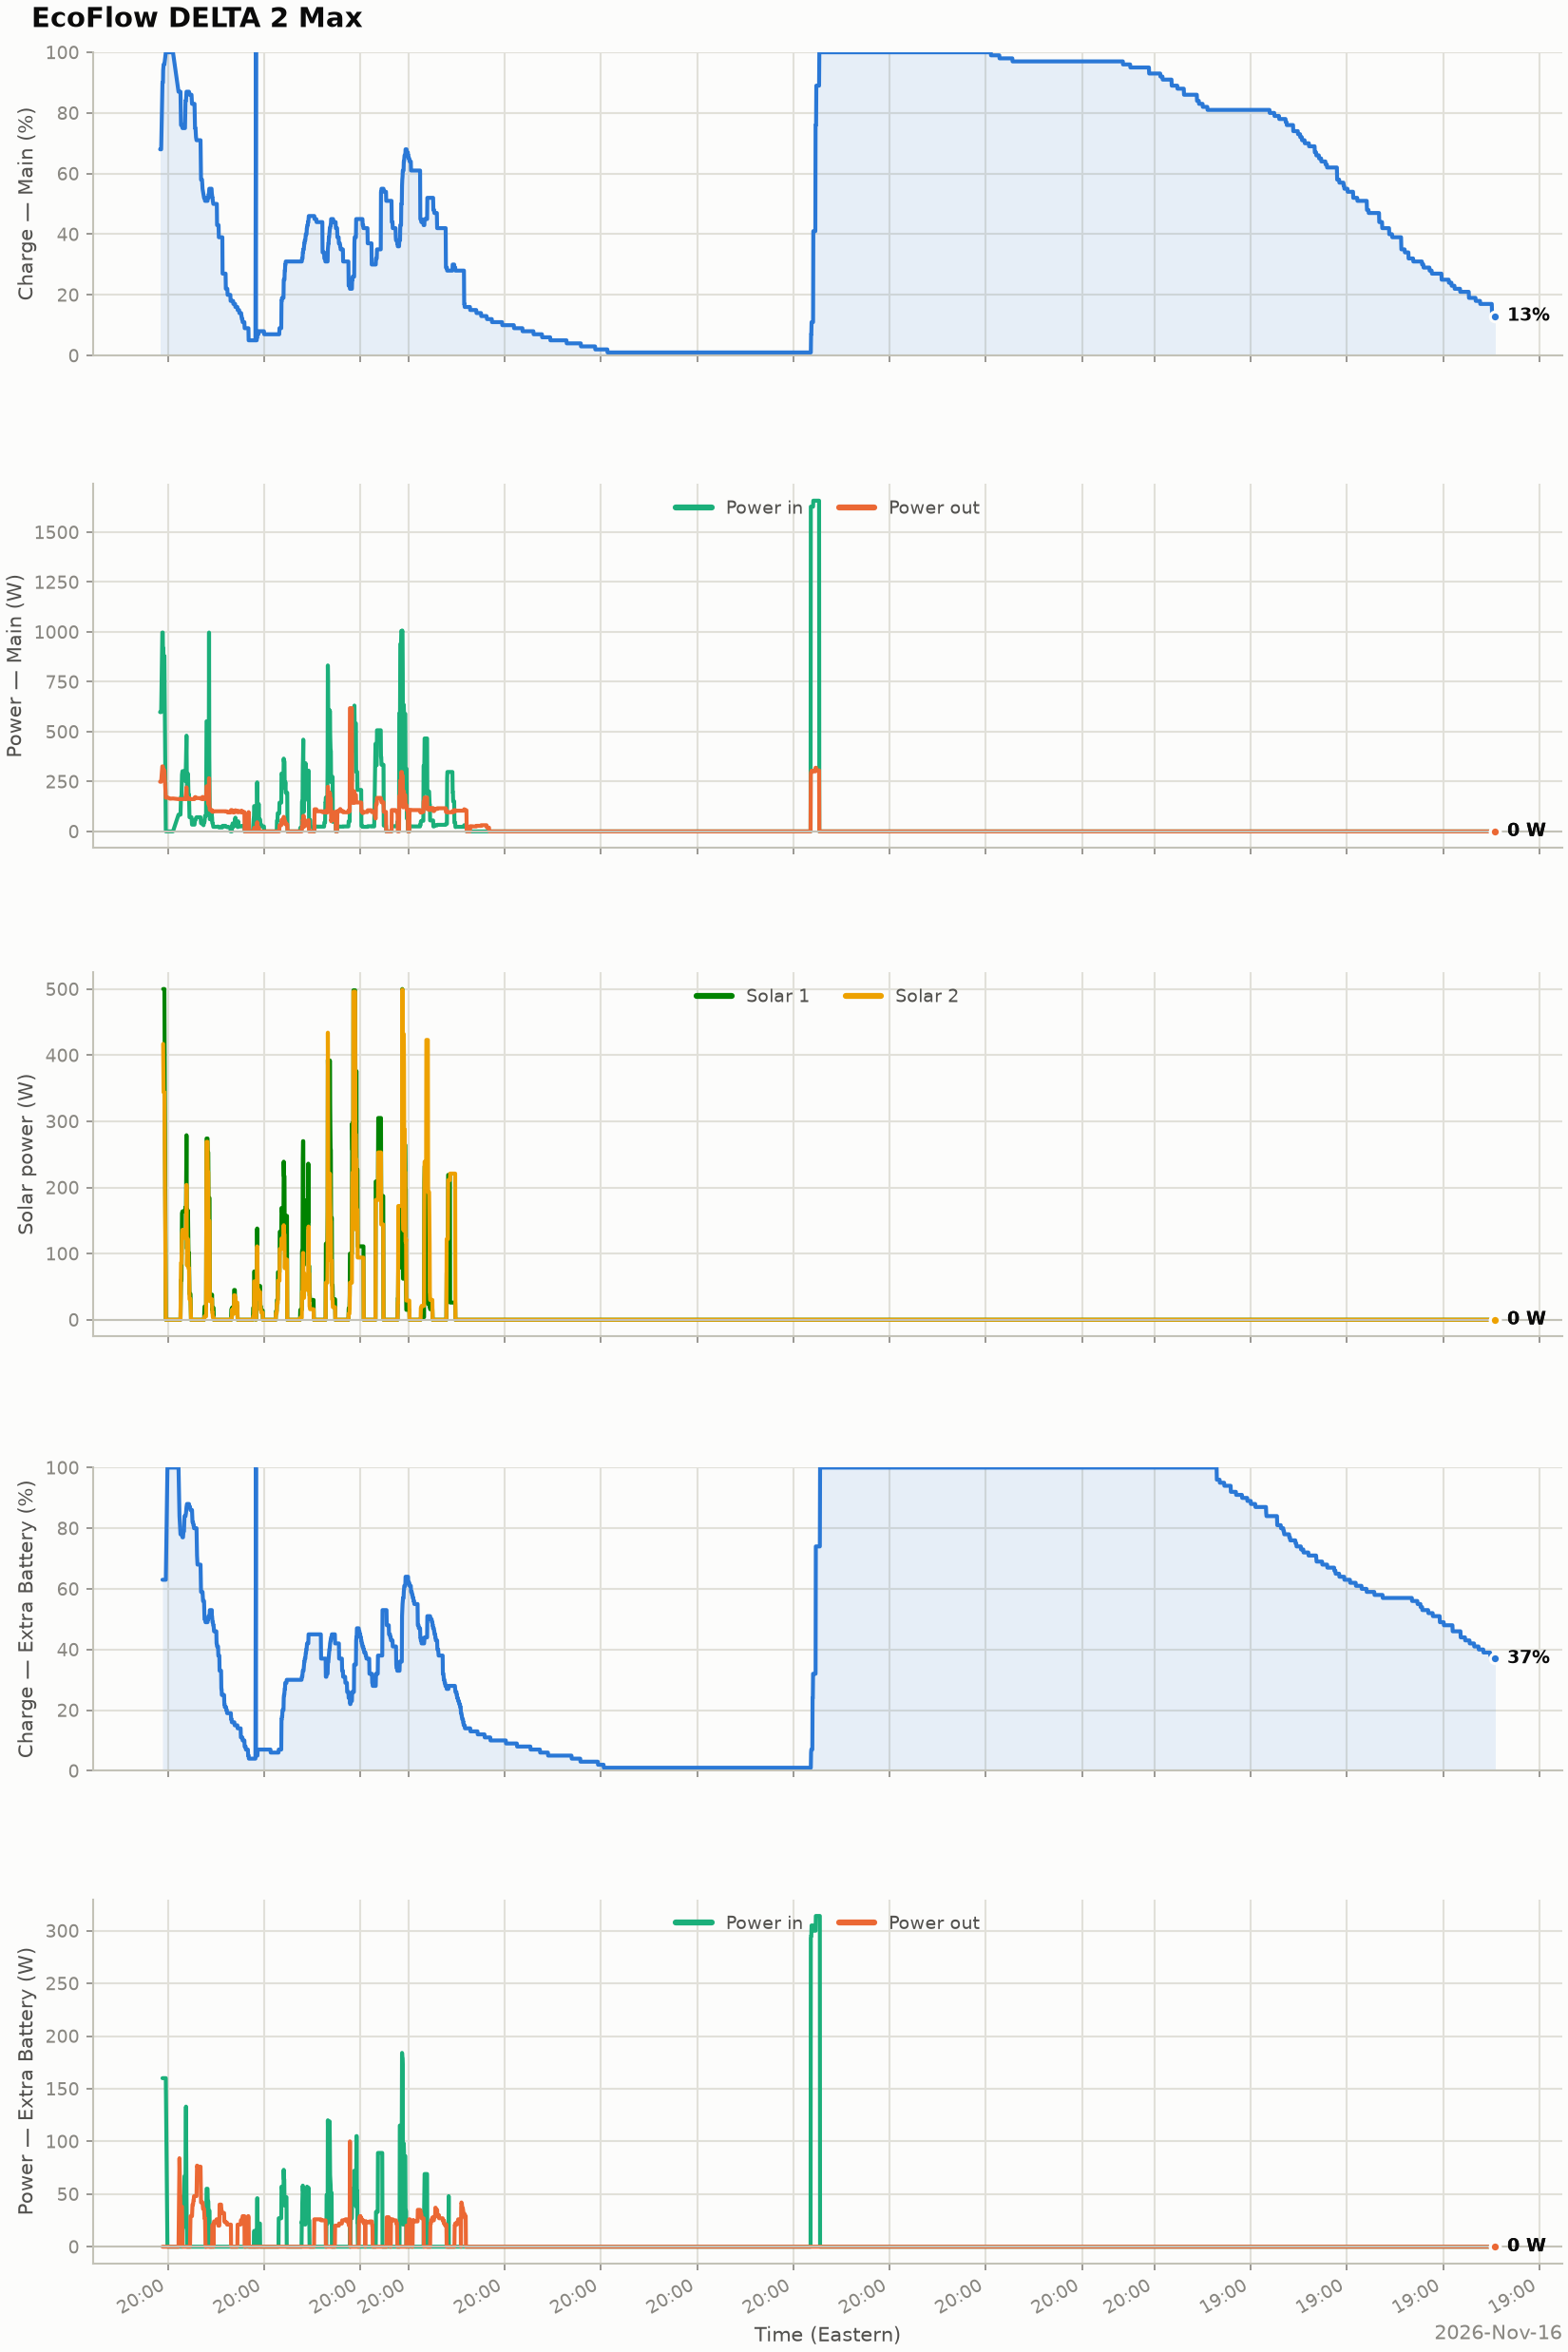 EcoFlow DELTA 2 Max
Charge — Main (%)
100
80
60
40
20
0
13%
Power — Main (W)
Power in
Power out
1500
1250
1000
750
500
250
0
0 W
Solar power (W)
Solar 1
Solar 2
500
400
300
200
100
0
0 W
Charge — Extra Battery (%)
100
80
60
40
20
0
37%
Power — Extra Battery (W)
Power in
Power out
300
250
200
150
100
50
0
0 W
20:00 20:00 20:00 20:00 20:00 20:00 20:00 20:00 20:00 20:00 20:00 20:00 19:00 19:00 19:00 19:00
Time (Eastern)
2026-Nov-16